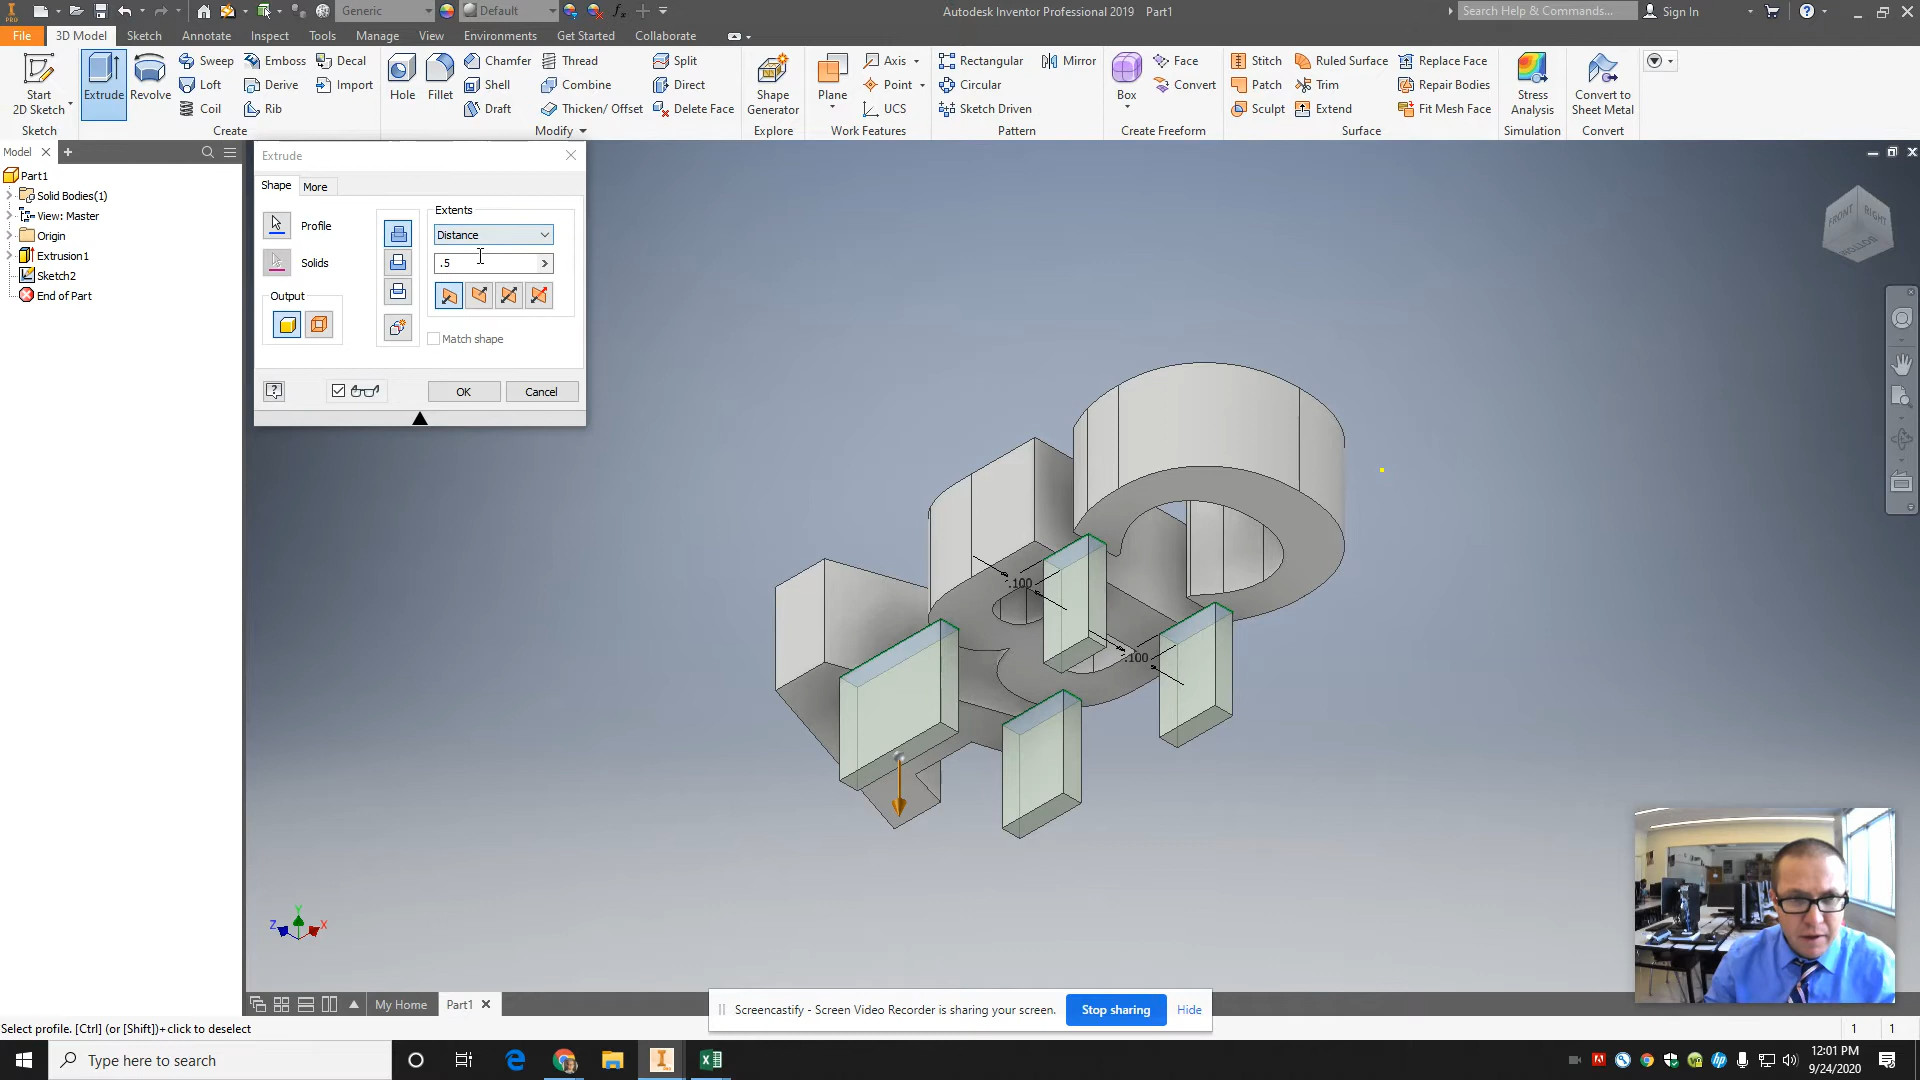 PRO
Generic
Default
fx
Autodesk Inventor Professional 2019 Part1
Search Help & Commands...
Sign In
File 3D Model Sketch Annotate Inspect Tools Manage View Environments Get Started Collaborate
Start
2D Sketch
Extrude
Revolve
Sweep
Loft
Coil
Emboss
Derive
Rib
Decal
Import
Hole
Fillet
Chamfer
Shell
Draft
Thread
Combine
Thicken/ Offset
Split
Direct
Delete Face
Shape
Generator
Plane
Axis
Point
UCS
Rectangular
Circular
Sketch Driven
Mirror
Box
Face
Convert
Stitch
Patch
Sculpt
Ruled Surface
Trim
Extend
Replace Face
Repair Bodies
Fit Mesh Face
Stress
Analysis
Convert to
Sheet Metal
Sketch Create Modify Explore Work Features Pattern Create Freeform Surface Simulation Convert
Model
Part1
Solid Bodies(1)
View: Master
Origin
Extrusion1
Sketch2
End of Part
Extrude
Shape More
Profile
Solids
Output
Extents
Distance
.5
Match shape
OK Cancel
FRONT RIGHT
BOTTOM
.100
.100
Y
Z X
My Home Part1
Screencastify - Screen Video Recorder is sharing your screen. Stop sharing Hide
Select profile. [Ctrl] (or [Shift])+click to deselect
1 1
Type here to search
12:01 PM
9/24/2020